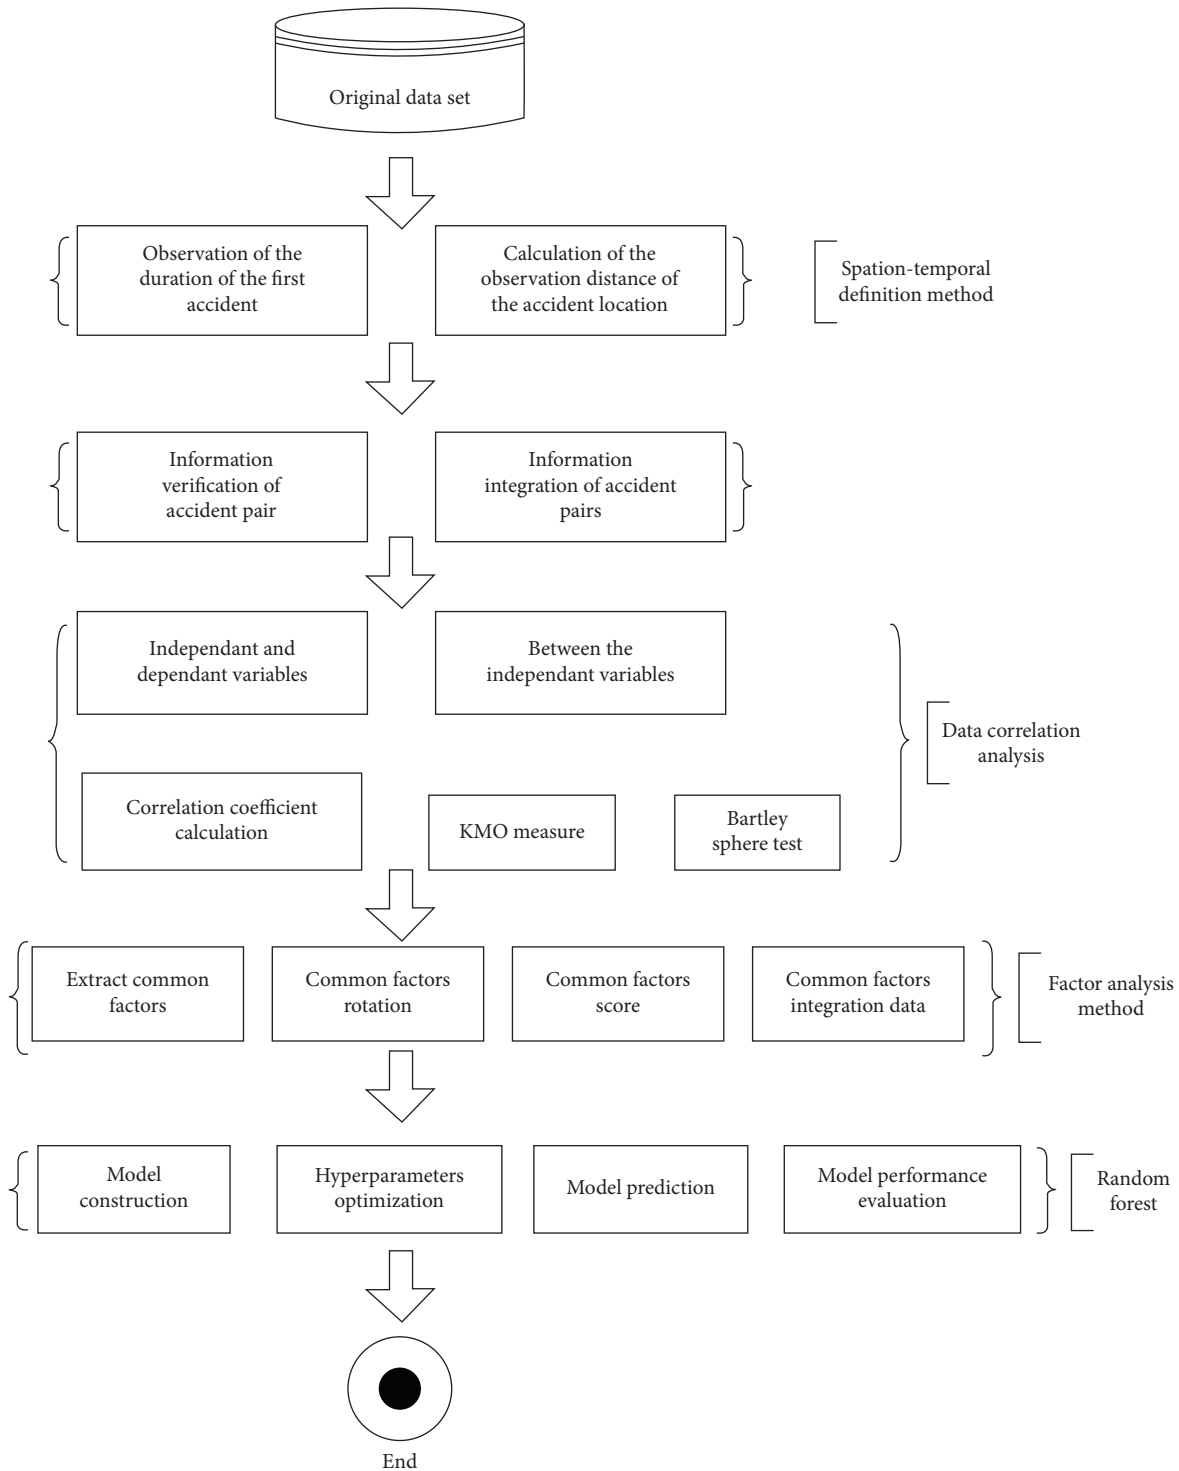 Original data set
Observation of the
duration of the first
accident
Calculation of the
observation distance of
the accident location
Spation-temporal
definition method
Information
verification of
accident pair
Information
integration of accident
pairs
Independant and
dependant variables
Between the
independant variables
Data correlation
analysis
Correlation coefficient
calculation
KMO measure
Bartley
sphere test
Extract common
factors
Common factors
rotation
Common factors
score
Common factors
integration data
Factor analysis
method
Model
construction
Hyperparameters
optimization
Model prediction
Model performance
evaluation
Random
forest
End